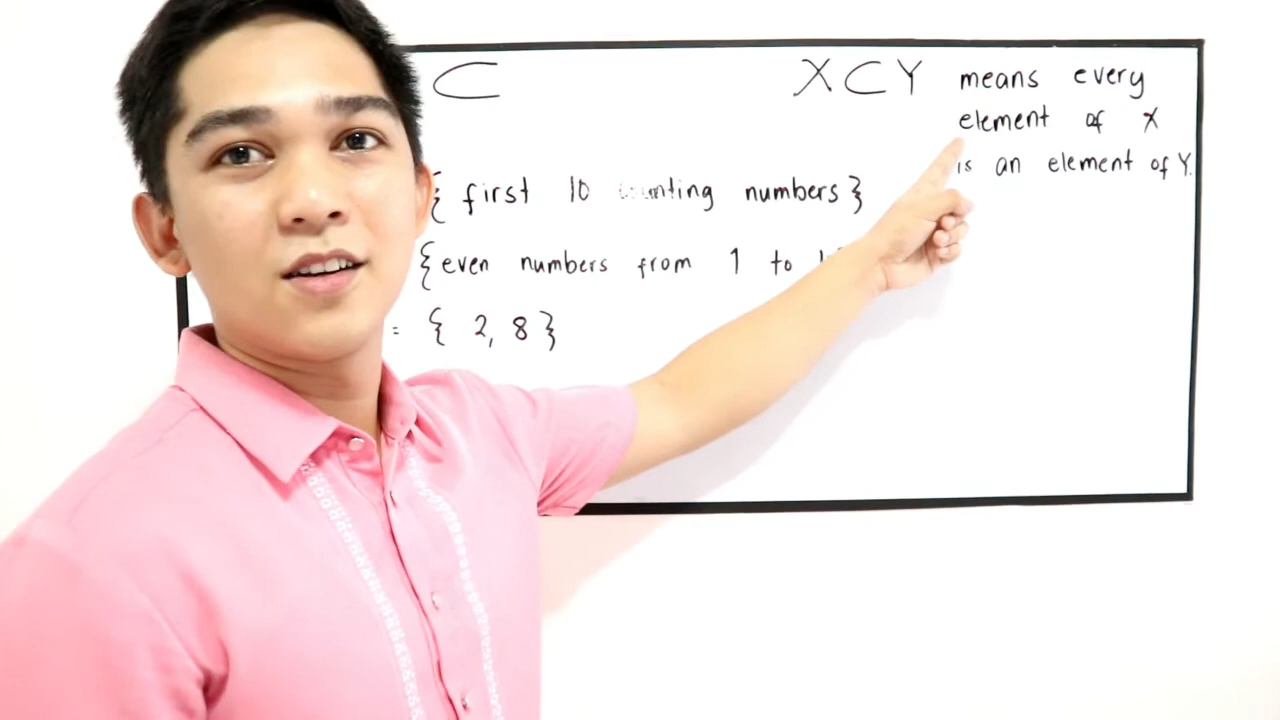 ⊂ X ⊂ Y means every
element of X
is an element of Y.
{ first 10 counting numbers }
{even numbers from 1 to
= { 2, 8 }